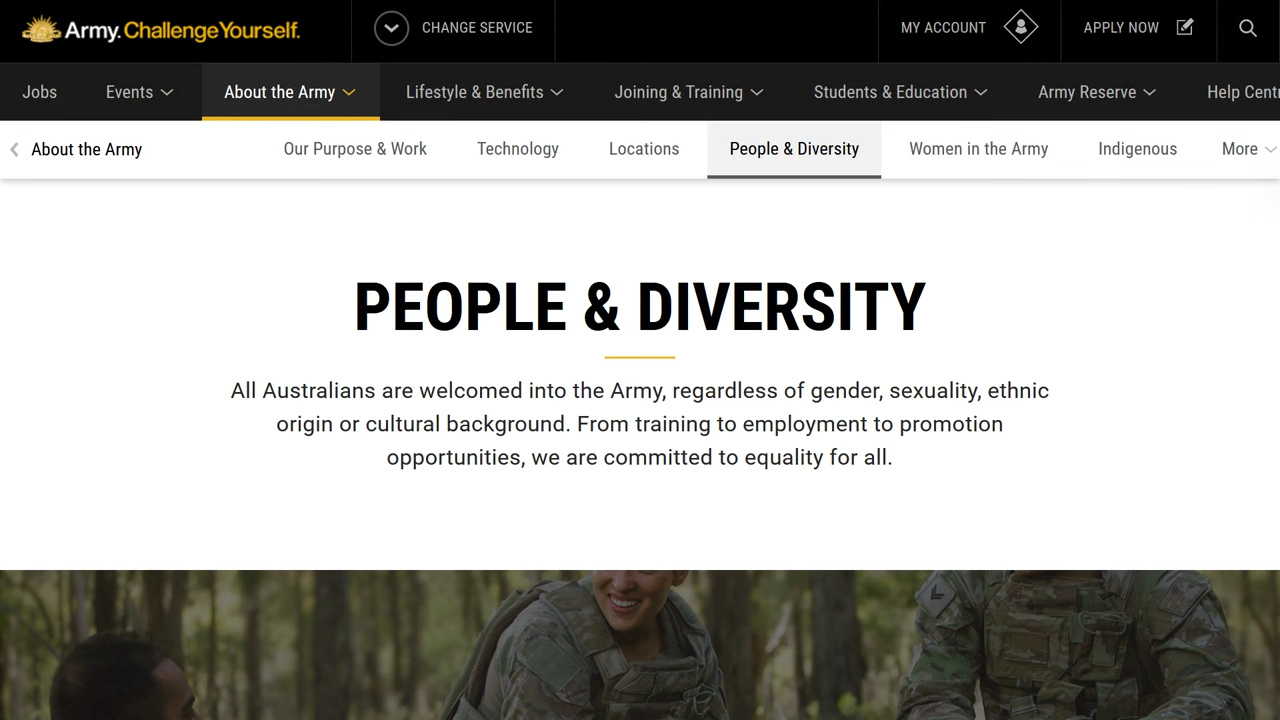 Army. ChallengeYourself.
CHANGE SERVICE
MY ACCOUNT
APPLY NOW
Jobs
Events
About the Army
Lifestyle & Benefits
Joining & Training
Students & Education
Army Reserve
Help Cent
About the Army
Our Purpose & Work
Technology
Locations
People & Diversity
Women in the Army
Indigenous
More
PEOPLE & DIVERSITY
All Australians are welcomed into the Army, regardless of gender, sexuality, ethnic
origin or cultural background. From training to employment to promotion
opportunities, we are committed to equality for all.